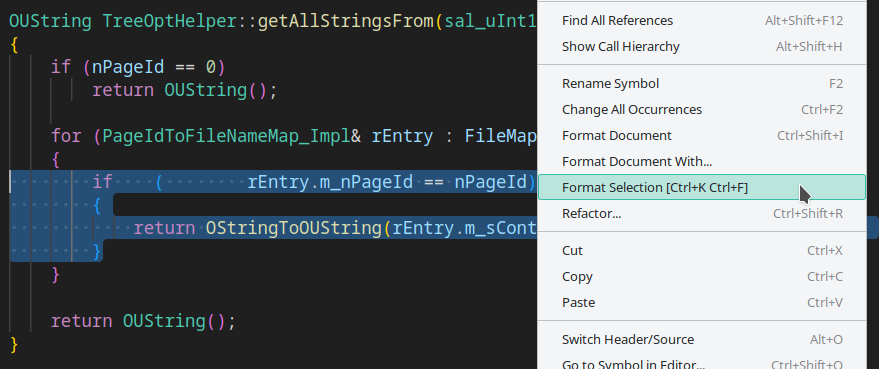 OUString TreeOptHelper::getAllStringsFrom(sal_uInt1
{
if (nPageId == 0)
return OUString();
for (PageIdToFileNameMap_Impl& rEntry : FileMap
{
if ( rEntry.m_nPageId == nPageId)
{
return OStringToOUString(rEntry.m_sCont
}
}
return OUString();
}
Find All References Alt+Shift+F12
Show Call Hierarchy Alt+Shift+H
Rename Symbol F2
Change All Occurrences Ctrl+F2
Format Document Ctrl+Shift+I
Format Document With...
Format Selection [Ctrl+K Ctrl+F]
Refactor... Ctrl+Shift+R
Cut Ctrl+X
Copy Ctrl+C
Paste Ctrl+V
Switch Header/Source Alt+O
Go to Symbol in Editor... Ctrl+Shift+O